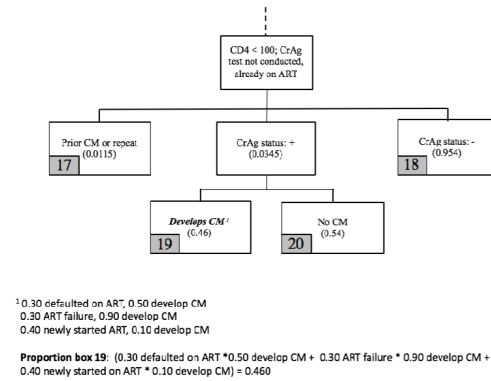 CD4 < 100; CrAg
test not conducted,
already on ART
Prior CM or repeat
(0.0115)
17
CrAg status: +
(0.0345)
CrAg status: -
(0.954)
18
Develops CM ¹
(0.46)
19
No CM
(0.54)
20
¹ 0.30 defaulted on ART, 0.50 develop CM
0.30 ART failure, 0.90 develop CM
0.40 newly started ART, 0.10 develop CM
Proportion box 19: (0.30 defaulted on ART *0.50 develop CM + 0.30 ART failure * 0.90 develop CM +
0.40 newly started on ART * 0.10 develop CM) = 0.460